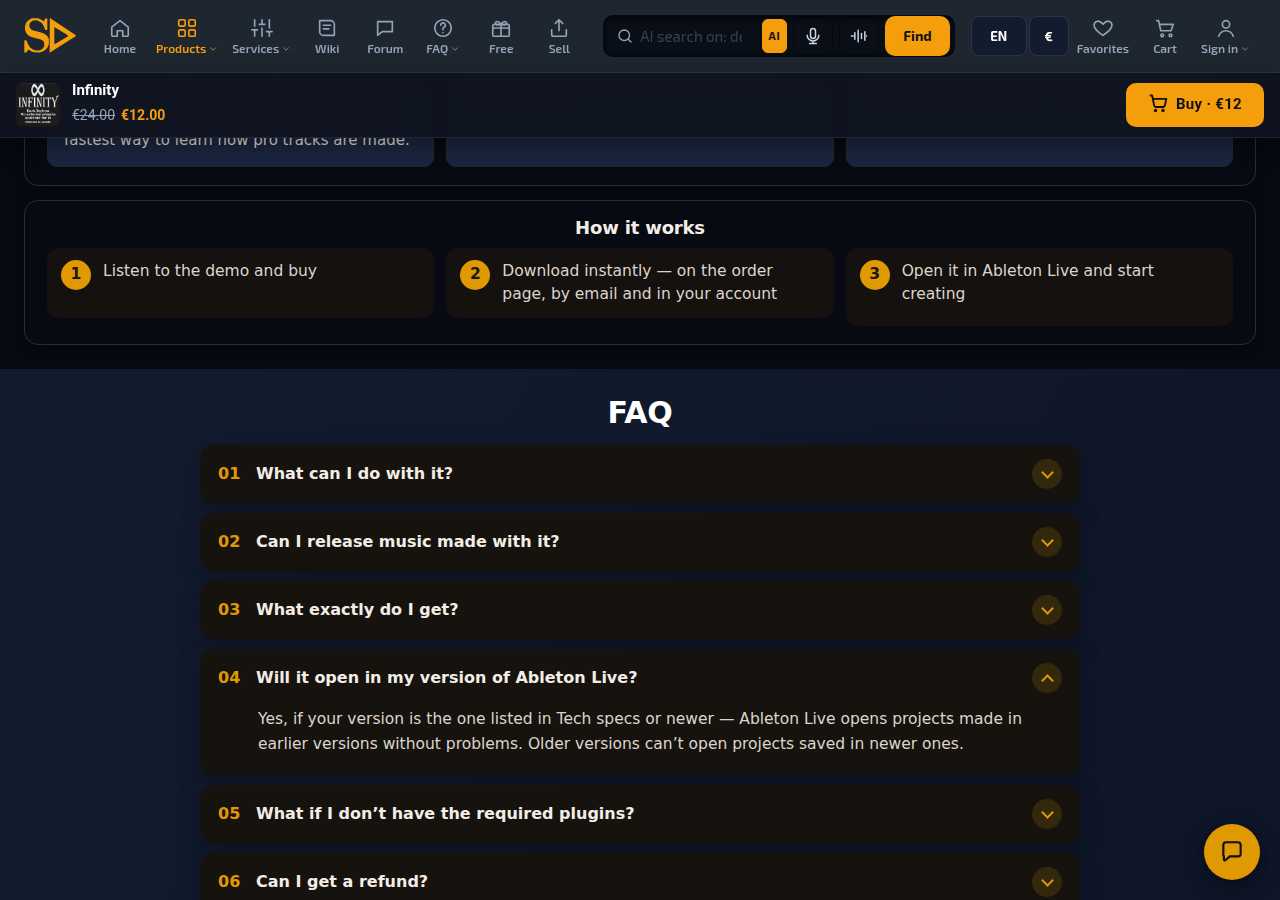 Home
Products
Services
Wiki
Forum
FAQ
Free
Sell
AI search on: de
AI
Find
EN
€
Favorites
Cart
Sign in
INFINITY
Infinity
€24.00 €12.00
Buy · €12
fastest way to learn how pro tracks are made.
How it works
1 Listen to the demo and buy
2 Download instantly — on the order
page, by email and in your account
3 Open it in Ableton Live and start
creating
FAQ
01 What can I do with it?
02 Can I release music made with it?
03 What exactly do I get?
04 Will it open in my version of Ableton Live?
Yes, if your version is the one listed in Tech specs or newer — Ableton Live opens projects made in
earlier versions without problems. Older versions can’t open projects saved in newer ones.
05 What if I don’t have the required plugins?
06 Can I get a refund?